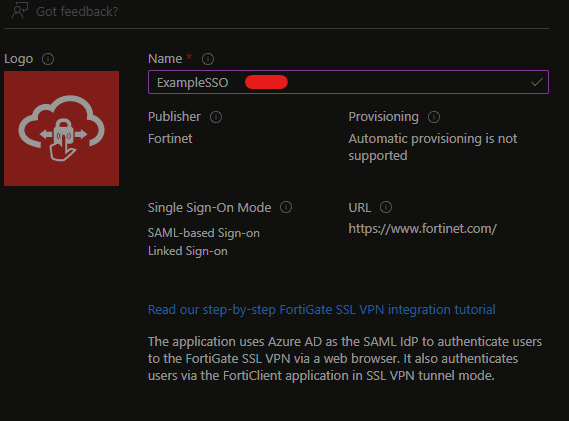 Got feedback?
Logo
Name *
ExampleSSO
Publisher
Provisioning
Fortinet
Automatic provisioning is not
supported
Single Sign-On Mode
URL
SAML-based Sign-on
https://www.fortinet.com/
Linked Sign-on
Read our step-by-step FortiGate SSL VPN integration tutorial
The application uses Azure AD as the SAML IdP to authenticate users
to the FortiGate SSL VPN via a web browser. It also authenticates
users via the FortiClient application in SSL VPN tunnel mode.